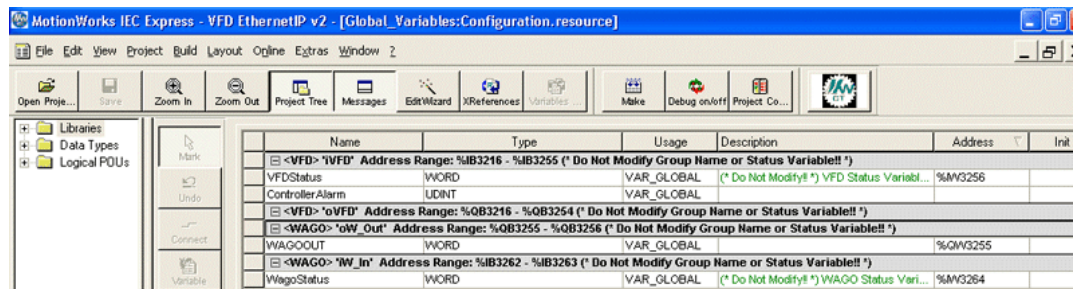 MotionWorks IEC Express - VFD EthernetIP v2 - [Global_Variables:Configuration.resource]
File Edit View Project Build Layout Online Extras Window ?
Open Proje... Save Zoom In Zoom Out Project Tree Messages EditWizard XReferences Variables ... Make Debug on/off Project Co...
Libraries
Data Types
Logical POUs
Mark
Undo
Connect
Variable
Name Type Usage Description Address Init
<VFD> 'iVFD' Address Range: %IB3216 - %IB3255 (* Do Not Modify Group Name or Status Variable!! *)
VFDStatus WORD VAR_GLOBAL (* Do Not Modify!! *) VFD Status Variabl... %IW3256
ControllerAlarm UDINT VAR_GLOBAL
<VFD> 'oVFD' Address Range: %QB3216 - %QB3254 (* Do Not Modify Group Name or Status Variable!! *)
<WAGO> 'oW_Out' Address Range: %QB3255 - %QB3256 (* Do Not Modify Group Name or Status Variable!! *)
WAGOOUT WORD VAR_GLOBAL %QW3255
<WAGO> 'iW_In' Address Range: %IB3262 - %IB3263 (* Do Not Modify Group Name or Status Variable!! *)
WagoStatus WORD VAR_GLOBAL (* Do Not Modify!! *) WAGO Status Vari... %IW3264